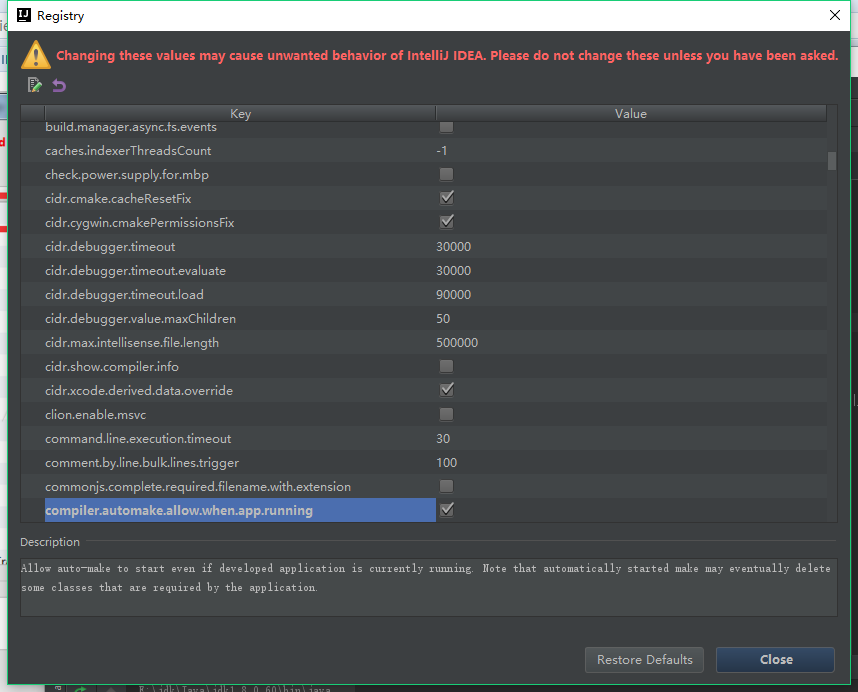 Registry
Changing these values may cause unwanted behavior of IntelliJ IDEA. Please do not change these unless you have been asked.
Key Value
build.manager.async.fs.events
caches.indexerThreadsCount -1
check.power.supply.for.mbp
cidr.cmake.cacheResetFix
cidr.cygwin.cmakePermissionsFix
cidr.debugger.timeout 30000
cidr.debugger.timeout.evaluate 30000
cidr.debugger.timeout.load 90000
cidr.debugger.value.maxChildren 50
cidr.max.intellisense.file.length 500000
cidr.show.compiler.info
cidr.xcode.derived.data.override
clion.enable.msvc
command.line.execution.timeout 30
comment.by.line.bulk.lines.trigger 100
commonjs.complete.required.filename.with.extension
compiler.automake.allow.when.app.running
Description
Allow auto-make to start even if developed application is currently running. Note that automatically started make may eventually delete
some classes that are required by the application.
Restore Defaults Close